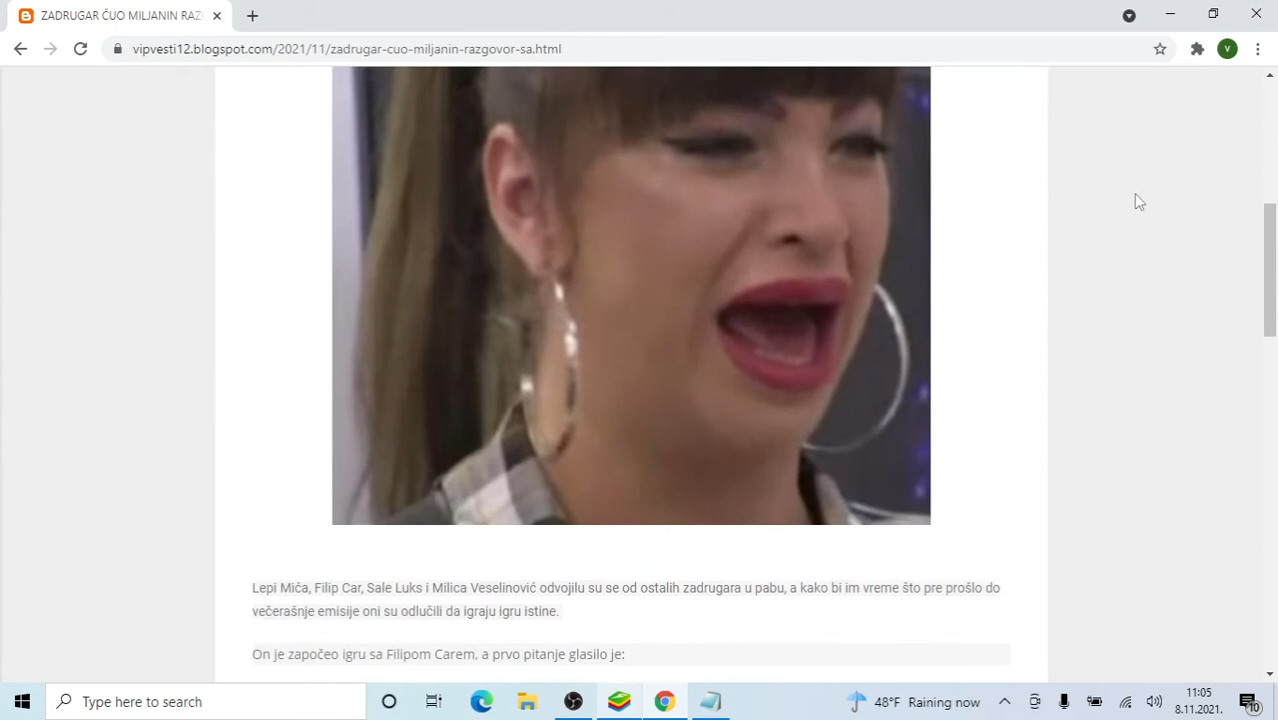 ZADRUGAR ČUO MILJANIN RAZG
vipvesti12.blogspot.com/2021/11/zadrugar-cuo-miljanin-razgovor-sa.html
V
Lepi Mića, Filip Car, Sale Luks i Milica Veselinović odvojilu su se od ostalih zadrugara u pabu, a kako bi im vreme što pre prošlo do
večerašnje emisije oni su odlučili da igraju igru istine.
On je započeo igru sa Filipom Carem, a prvo pitanje glasilo je:
Type here to search
48°F Raining now
11:05
8.11.2021.
10